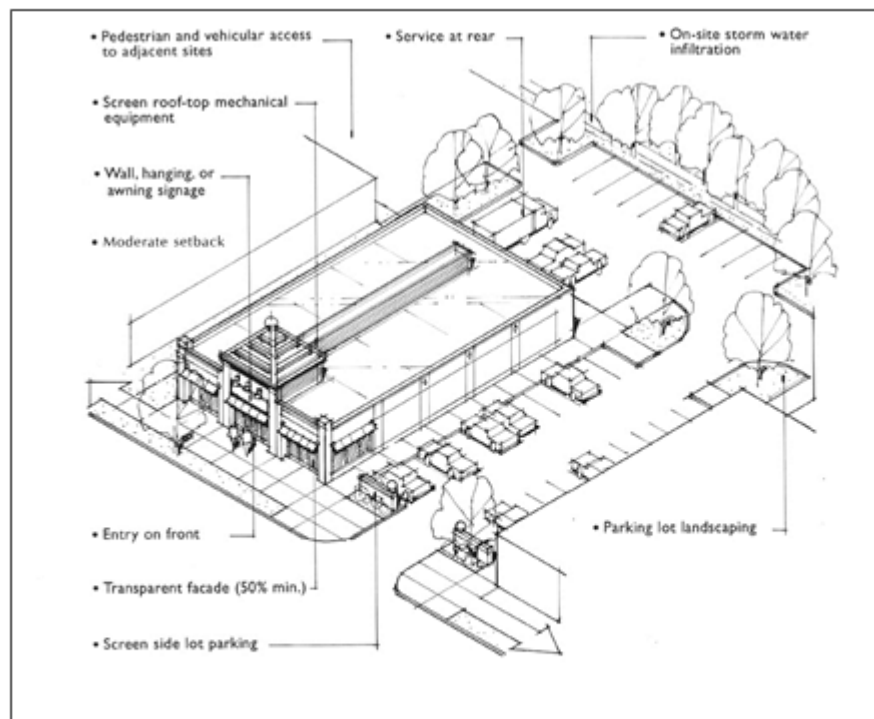 • Pedestrian and vehicular access
to adjacent sites
• Service at rear
• On-site storm water
infiltration
• Screen roof-top mechanical
equipment
• Wall, hanging, or
awning signage
• Moderate setback
• Entry on front
• Parking lot landscaping
• Transparent facade (50% min.)
• Screen side lot parking